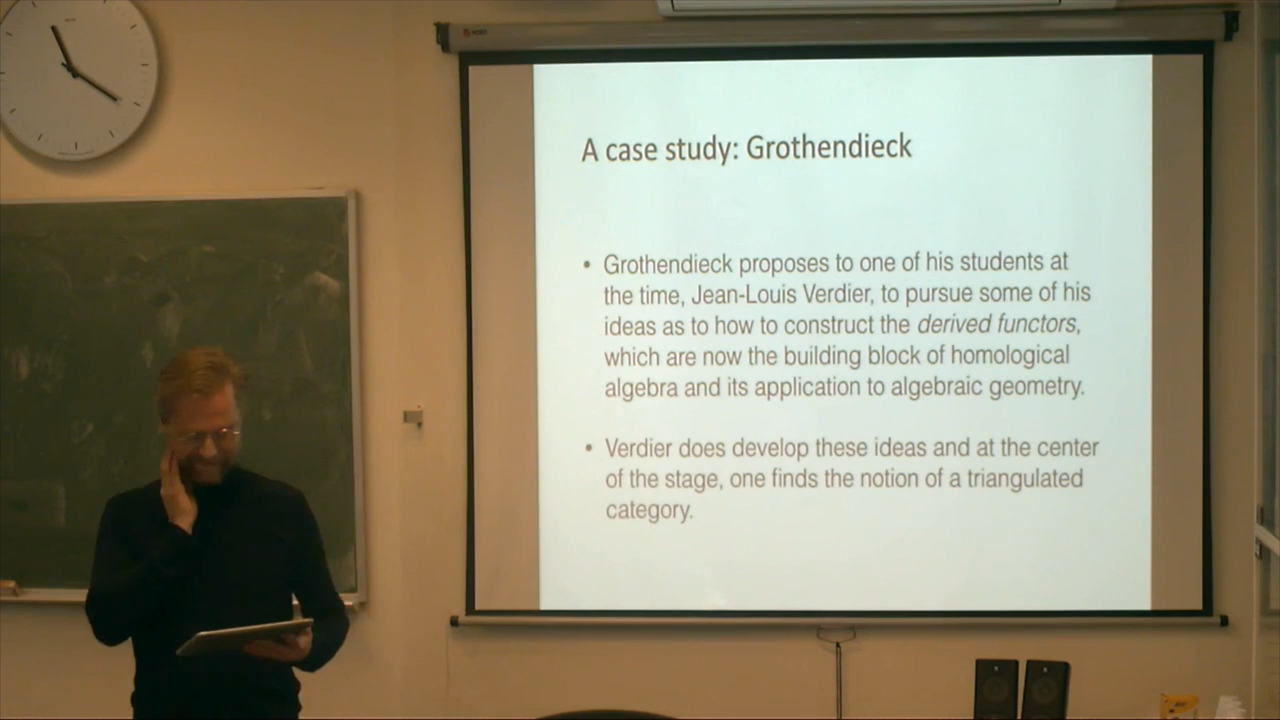 A case study: Grothendieck
• Grothendieck proposes to one of his students at
the time, Jean-Louis Verdier, to pursue some of his
ideas as to how to construct the derived functors,
which are now the building block of homological
algebra and its application to algebraic geometry.
• Verdier does develop these ideas and at the center
of the stage, one finds the notion of a triangulated
category.